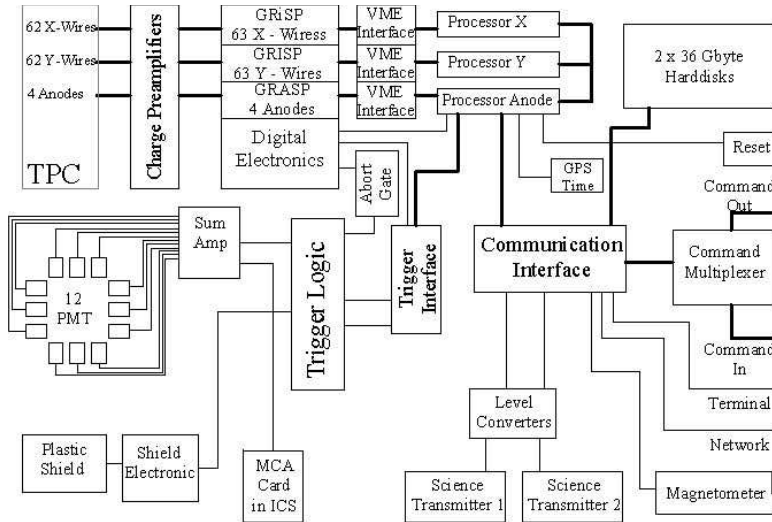 62 X-Wires
62 Y-Wires
4 Anodes
TPC
Charge Preamplifiers
GRiSP
63 X - Wiress
GRISP
63 Y - Wires
GRASP
4 Anodes
Digital
Electronics
VME
Interface
VME
Interface
VME
Interface
Processor X
Processor Y
Processor Anode
2 x 36 Gbyte
Harddisks
Reset
GPS
Time
Abort
Gate
Command
Out
Sum
Amp
12
PMT
Trigger Logic
Trigger
Interface
Communication
Interface
Command
Multiplexer
Command
In
Terminal
Network
Magnetometer
Level
Converters
Science
Transmitter 1
Science
Transmitter 2
Plastic
Shield
Shield
Electronic
MCA
Card
in ICS